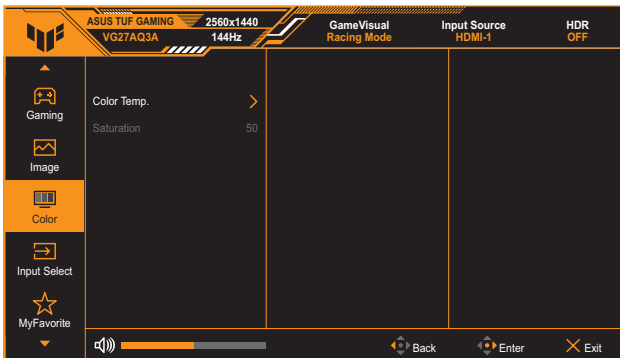 ASUS TUF GAMING 2560x1440
VG27AQ3A 144Hz
GameVisual
Racing Mode
Input Source
HDMI-1
HDR
OFF
Gaming
Image
Color
Input Select
MyFavorite
Color Temp.
Saturation 50
Back
Enter
Exit